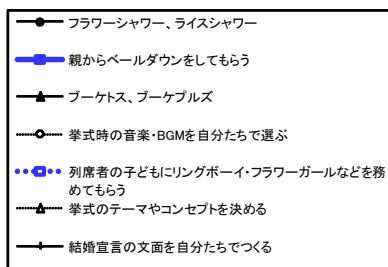 フラワーシャワー、ライスシャワー
親からベールダウンをしてもらう
ブーケトス、ブーケプルズ
挙式時の音楽・BGMを自分たちで選ぶ
列席者の子どもにリングボーイ・フラワーガールなどを務
めてもらう
挙式のテーマやコンセプトを決める
結婚宣言の文面を自分たちでつくる